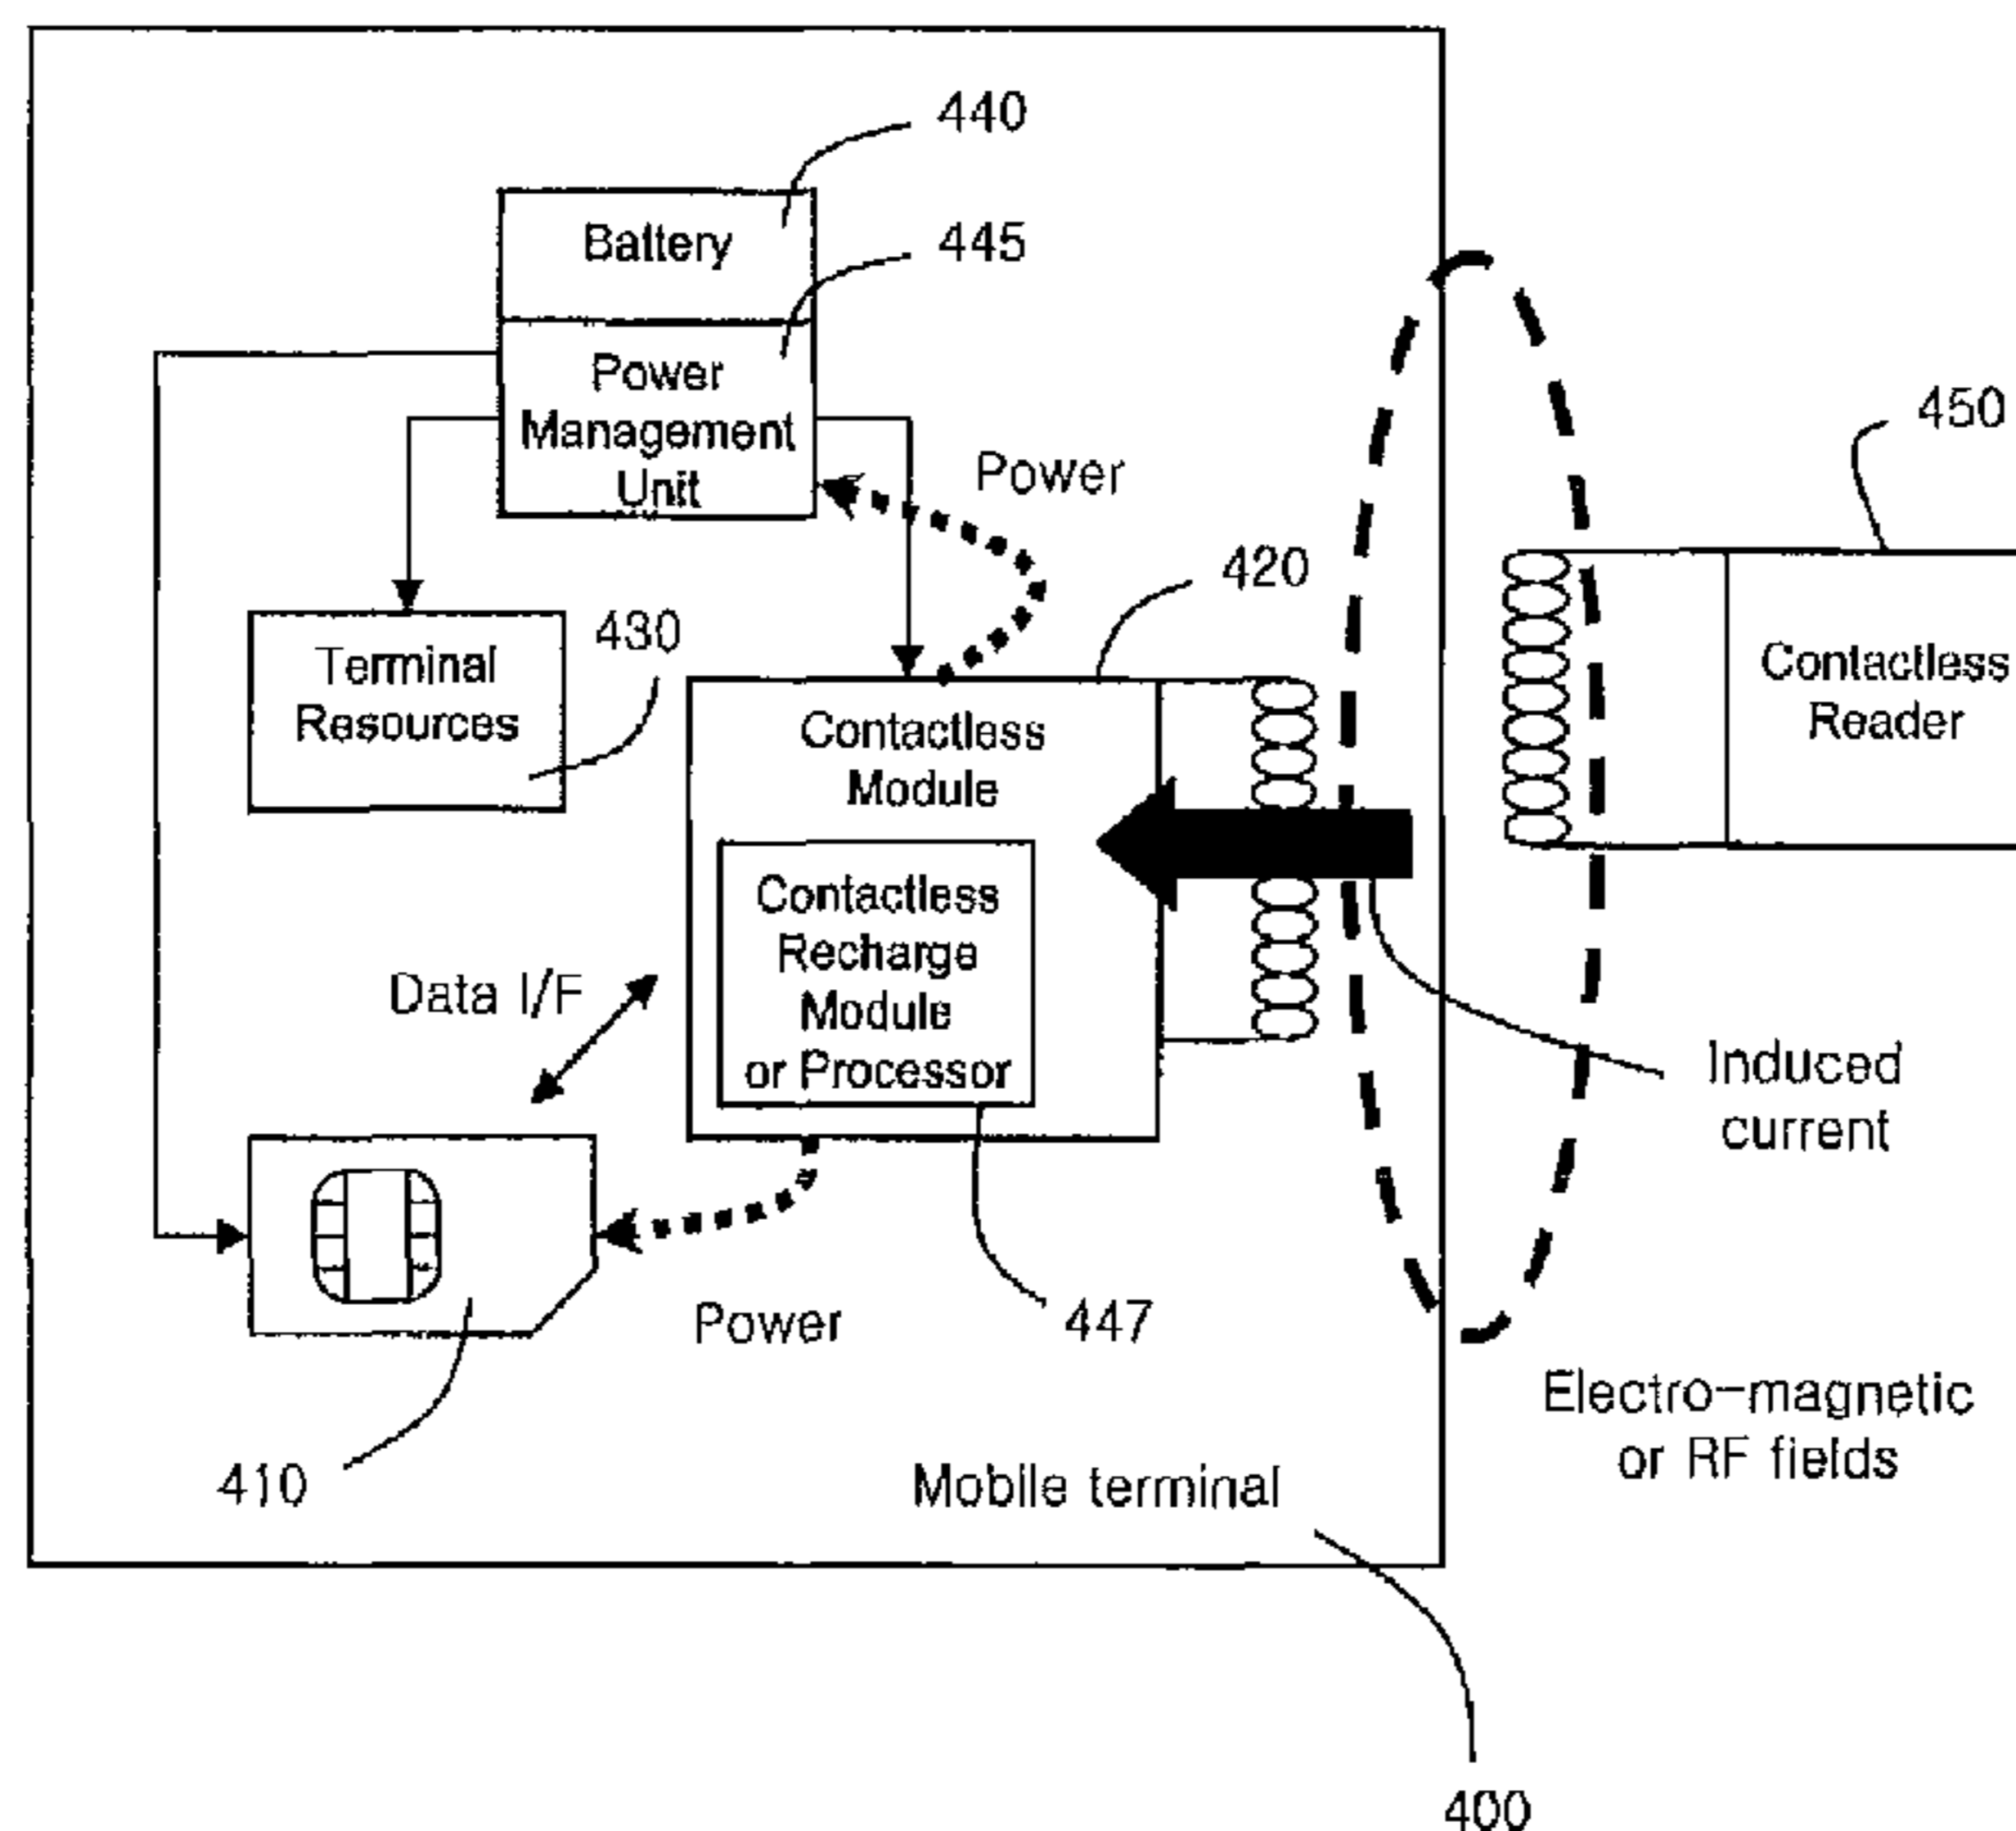 440
Battery
445
Power
Management
Unit
Power
450
420
430
Terminal
Resources
Contactless
Module
Contactless
Reader
Contactless
Recharge
Module
or Processor
Data I/F
Induced
current
Power
447
410
Mobile terminal
Electro-magnetic
or RF fields
400